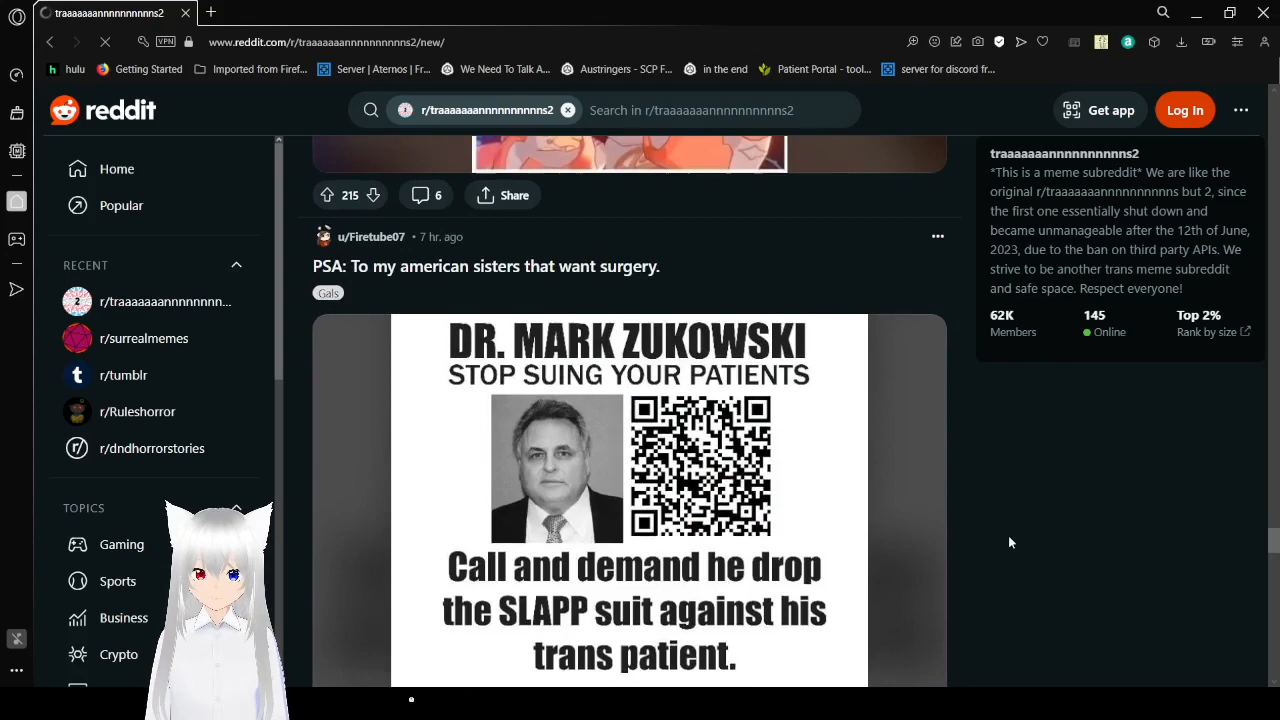 traaaaaaannnnnnnnnns2
www.reddit.com/r/traaaaaaannnnnnnnnns2/new/
VPN
hulu
Getting Started
Imported from Firef...
Server | Aternos | Fr...
We Need To Talk A...
Austringers - SCP F...
in the end
Patient Portal - tool...
server for discord fr...
reddit
r/traaaaaaannnnnnnnnns2
Search in r/traaaaaaannnnnnnnnns2
Get app
Log In
Home
Popular
RECENT
r/traaaaaaannnnnnn...
r/surrealmemes
r/tumblr
r/Ruleshorror
r/dndhorrorstories
TOPICS
Gaming
Sports
Business
Crypto
215
6
Share
u/Firetube07 • 7 hr. ago
PSA: To my american sisters that want surgery.
Gals
DR. MARK ZUKOWSKI
STOP SUING YOUR PATIENTS
Call and demand he drop
the SLAPP suit against his
trans patient.
traaaaaaannnnnnnnnns2
*This is a meme subreddit* We are like the
original r/traaaaaaannnnnnnnnns but 2, since
the first one essentially shut down and
became unmanageable after the 12th of June,
2023, due to the ban on third party APIs. We
strive to be another trans meme subreddit
and safe space. Respect everyone!
62K
Members
145
Online
Top 2%
Rank by size